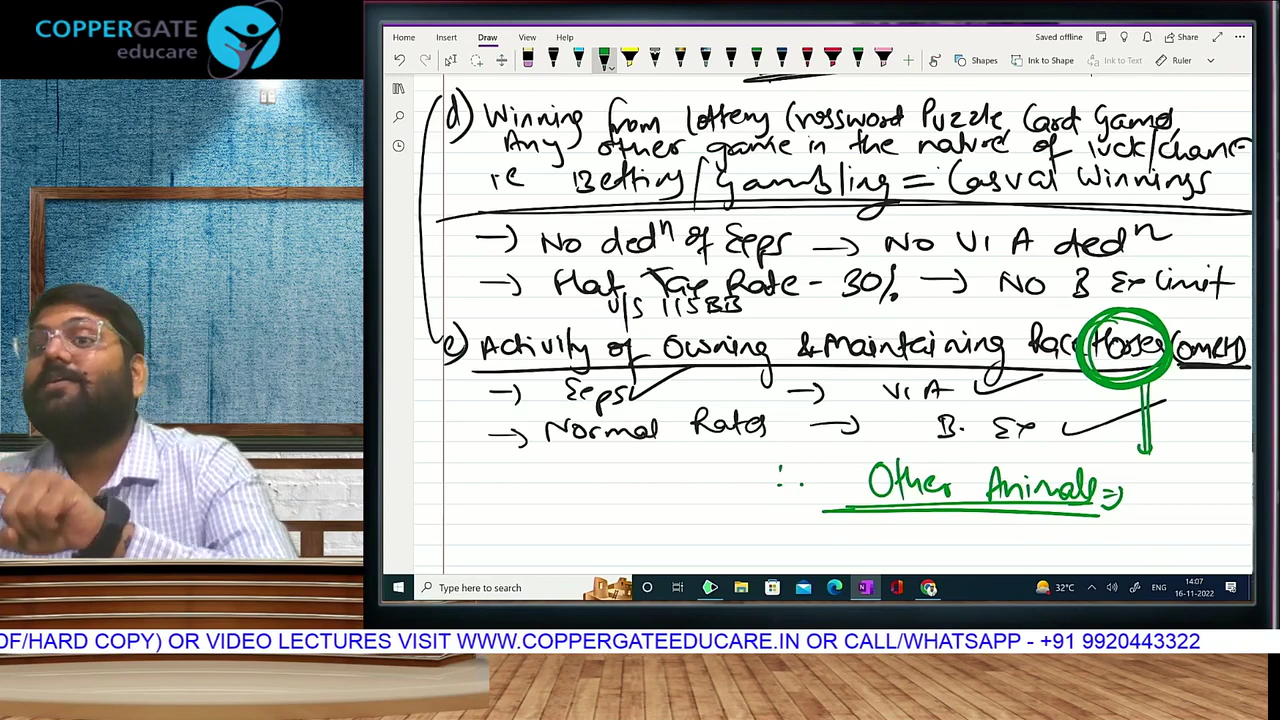 COPPERGATE
educare
Home Insert Draw View Help
Saved offline
Share
Shapes Ink to Shape Ink to Text Ruler
d) Winning from lottery Crossword Puzzle Card Games,
Any other game in the nature of luck/chance
ie Betting/Gambling = Casual Winnings
→ No dedn of Exps → No VI A dedn
→ Flat Tax Rate - 30% → No B Ex limit
u/s 115BB
e) Activity of Owning & Maintaining Race Horses (OMRH)
→ Exps ✓ → VI A ✓
→ Normal Rates → B. Ex ✓
∴ Other Animals ⇒
Type here to search
32°C
ENG
14:07
16-11-2022
OF/HARD COPY) OR VIDEO LECTURES VISIT WWW.COPPERGATEEDUCARE.IN OR CALL/WHATSAPP - +91 9920443322